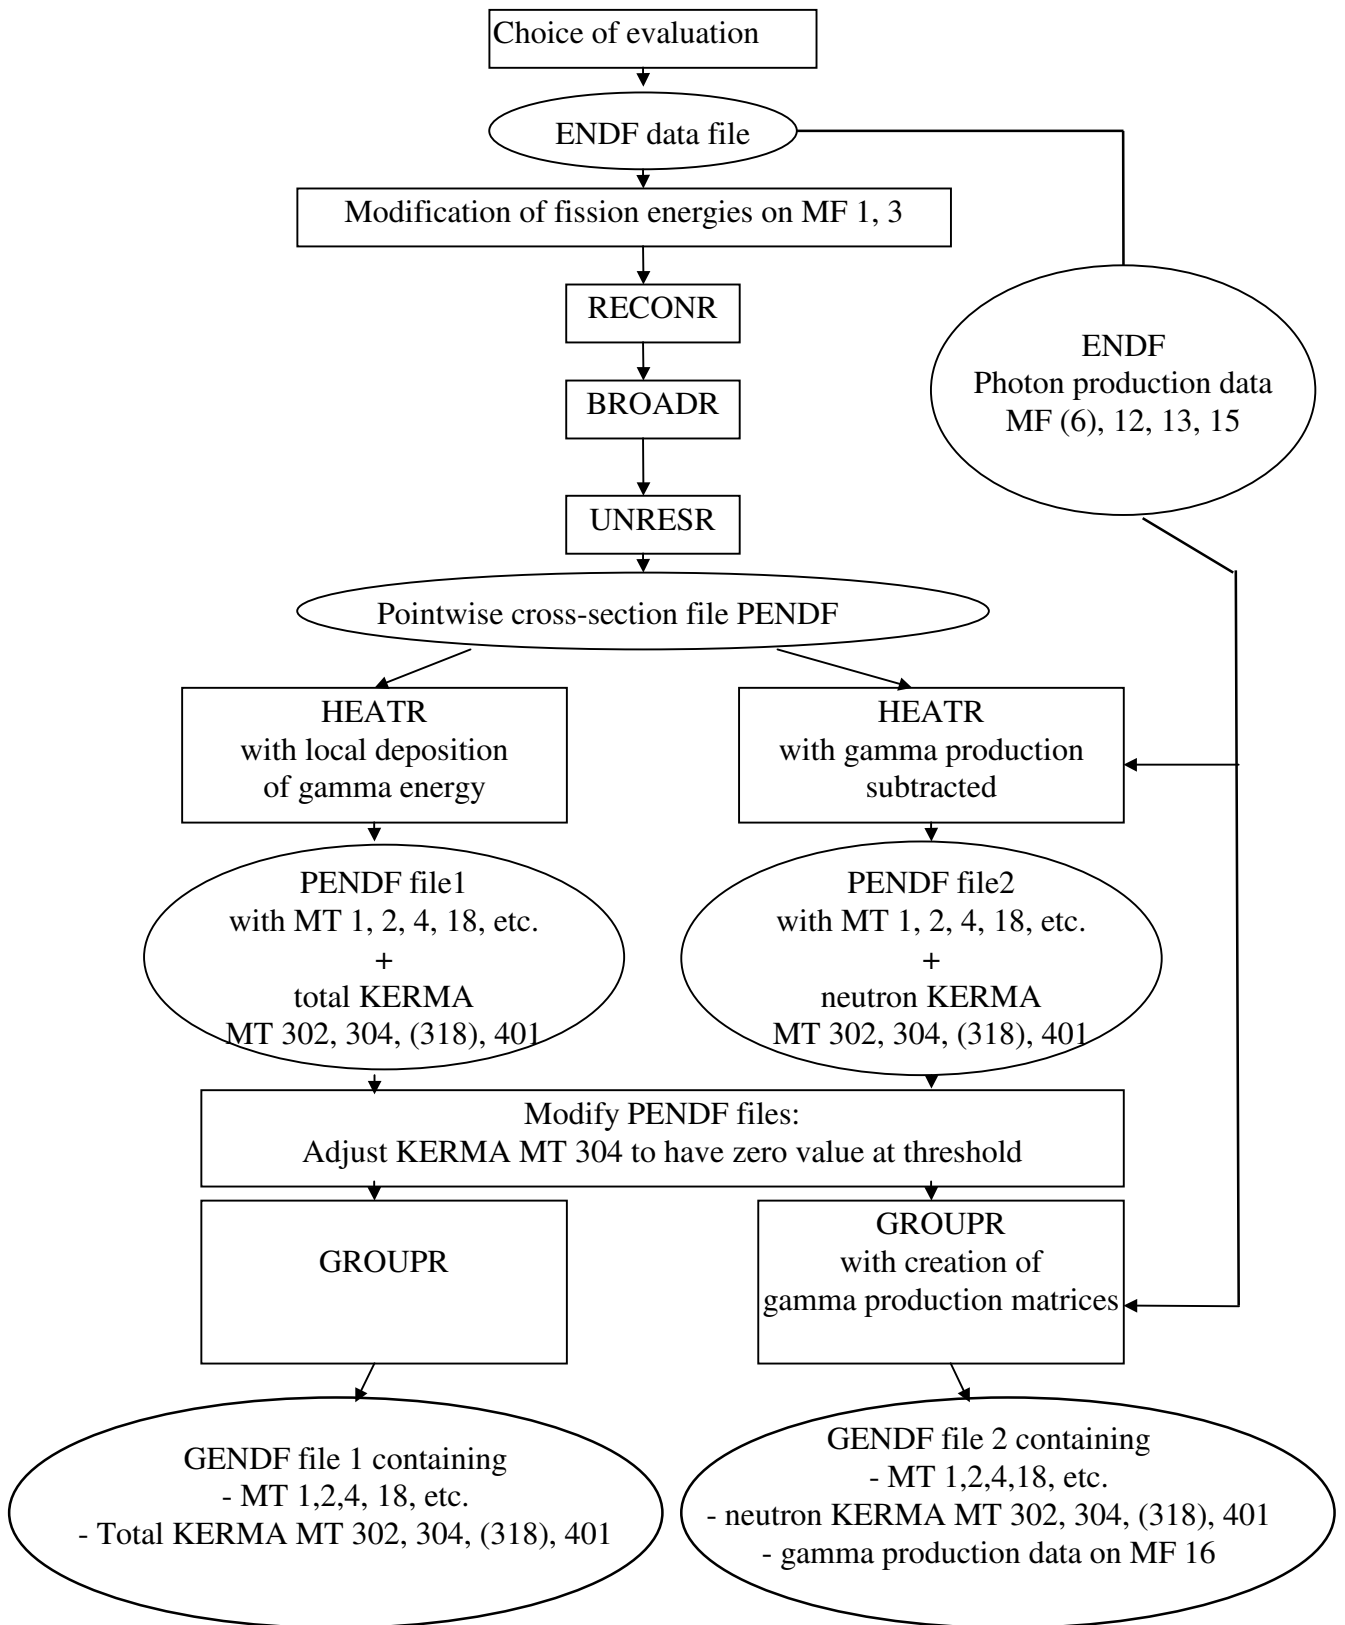 Choice of evaluation
ENDF data file
Modification of fission energies on MF 1, 3
RECONR
BROADR
UNRESR
ENDF
Photon production data
MF (6), 12, 13, 15
Pointwise cross-section file PENDF
HEATR
with local deposition
of gamma energy
HEATR
with gamma production
subtracted
PENDF file1
with MT 1, 2, 4, 18, etc.
+
total KERMA
MT 302, 304, (318), 401
PENDF file2
with MT 1, 2, 4, 18, etc.
+
neutron KERMA
MT 302, 304, (318), 401
Modify PENDF files:
Adjust KERMA MT 304 to have zero value at threshold
GROUPR
GROUPR
with creation of
gamma production matrices
GENDF file 1 containing
- MT 1,2,4, 18, etc.
- Total KERMA MT 302, 304, (318), 401
GENDF file 2 containing
- MT 1,2,4,18, etc.
- neutron KERMA MT 302, 304, (318), 401
- gamma production data on MF 16